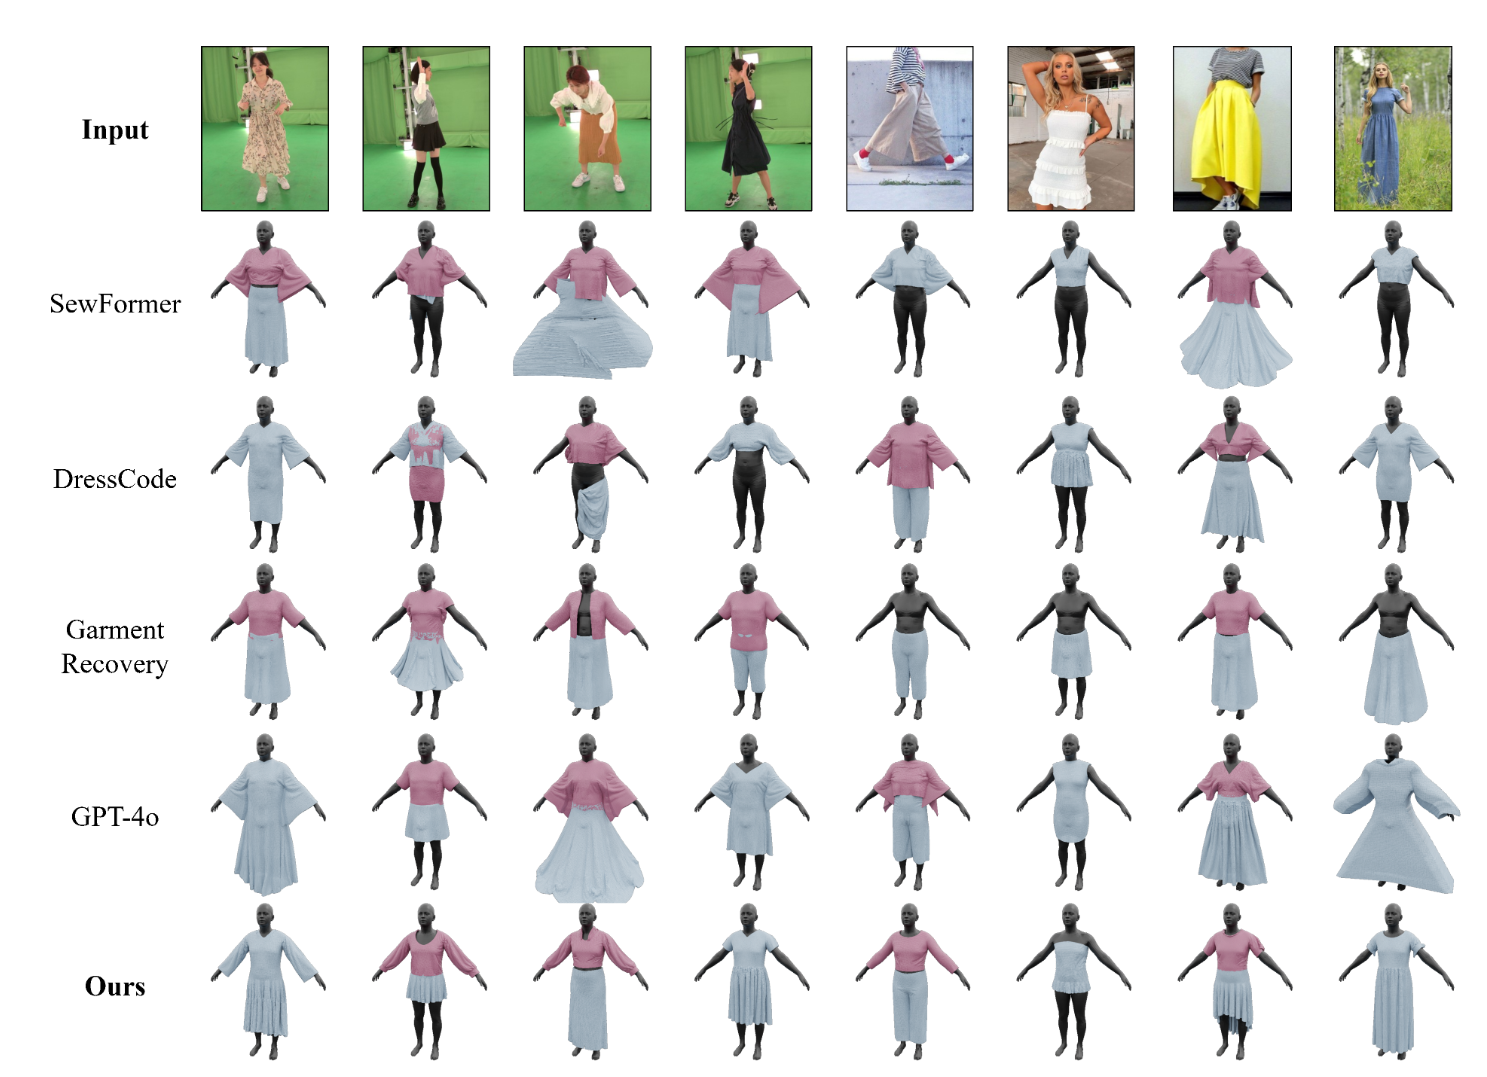 Input
SewFormer
DressCode
Garment
Recovery
GPT-4o
Ours